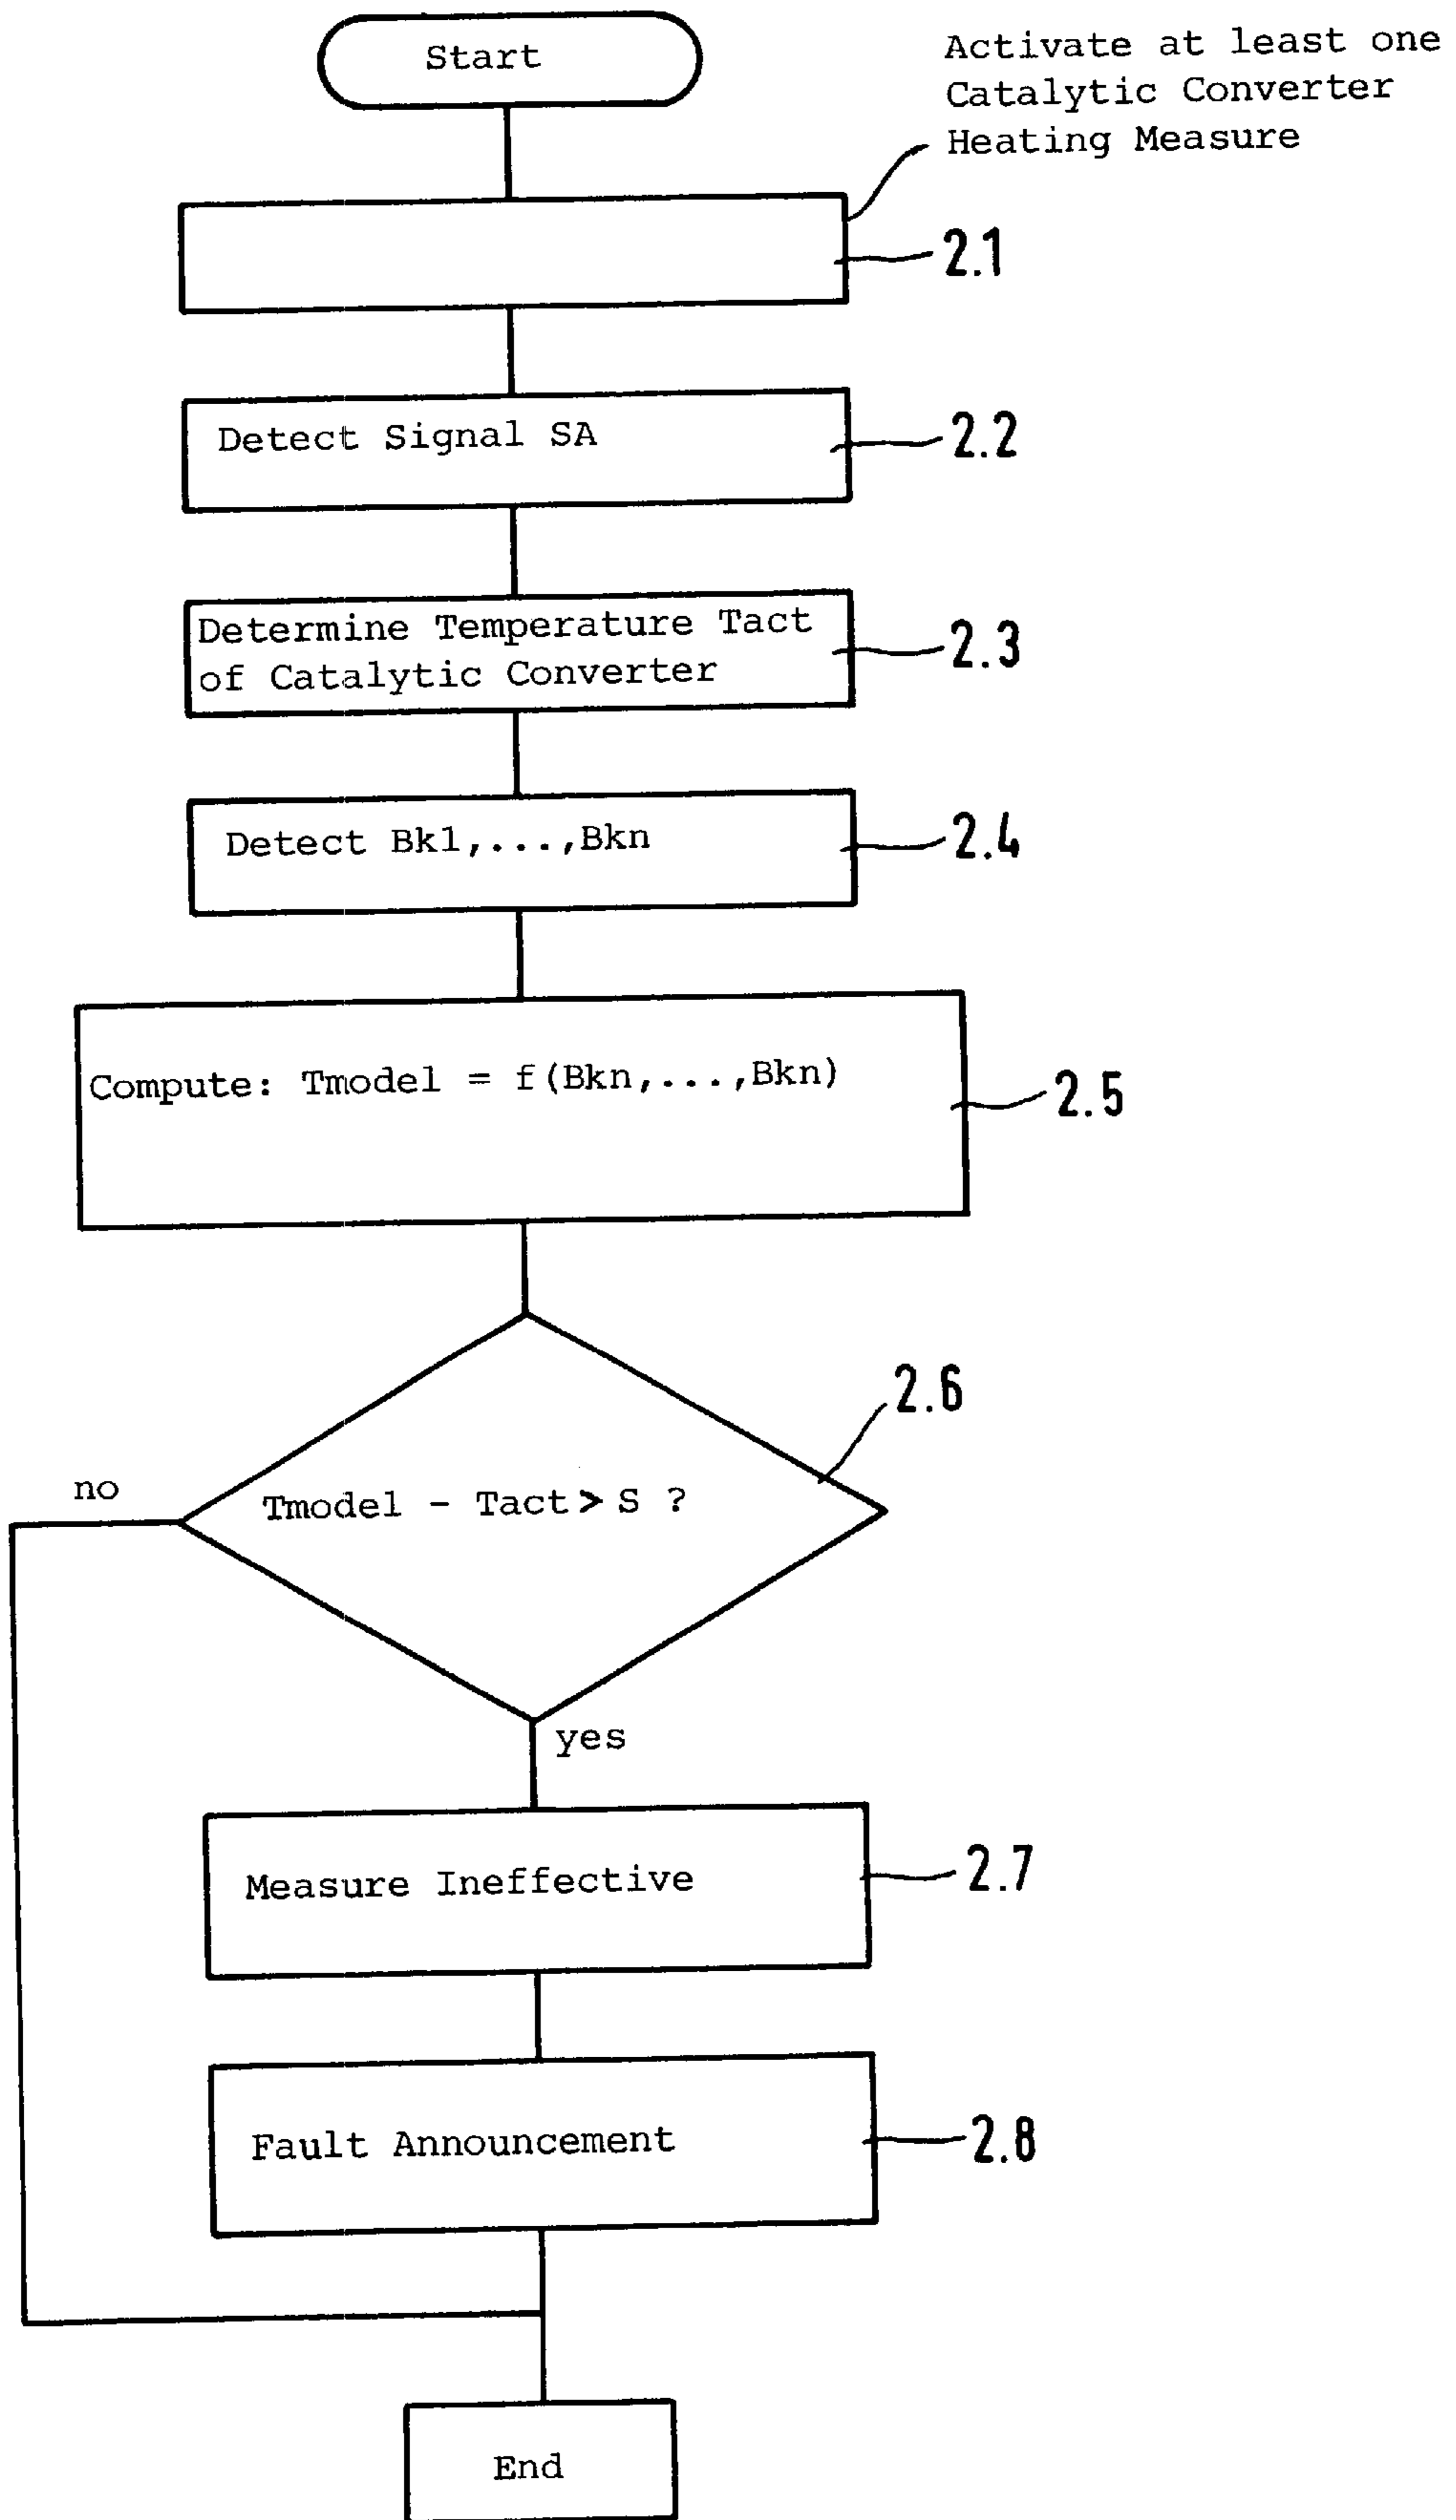 Start
Activate at least one
Catalytic Converter
Heating Measure
2.1
Detect Signal SA
2.2
Determine Temperature Tact
of Catalytic Converter
2.3
Detect Bk1,...,Bkn
2.4
Compute: Tmodel = f(Bkn,...,Bkn)
2.5
2.6
no
Tmodel - Tact > S ?
yes
Measure Ineffective
2.7
Fault Announcement
2.8
End